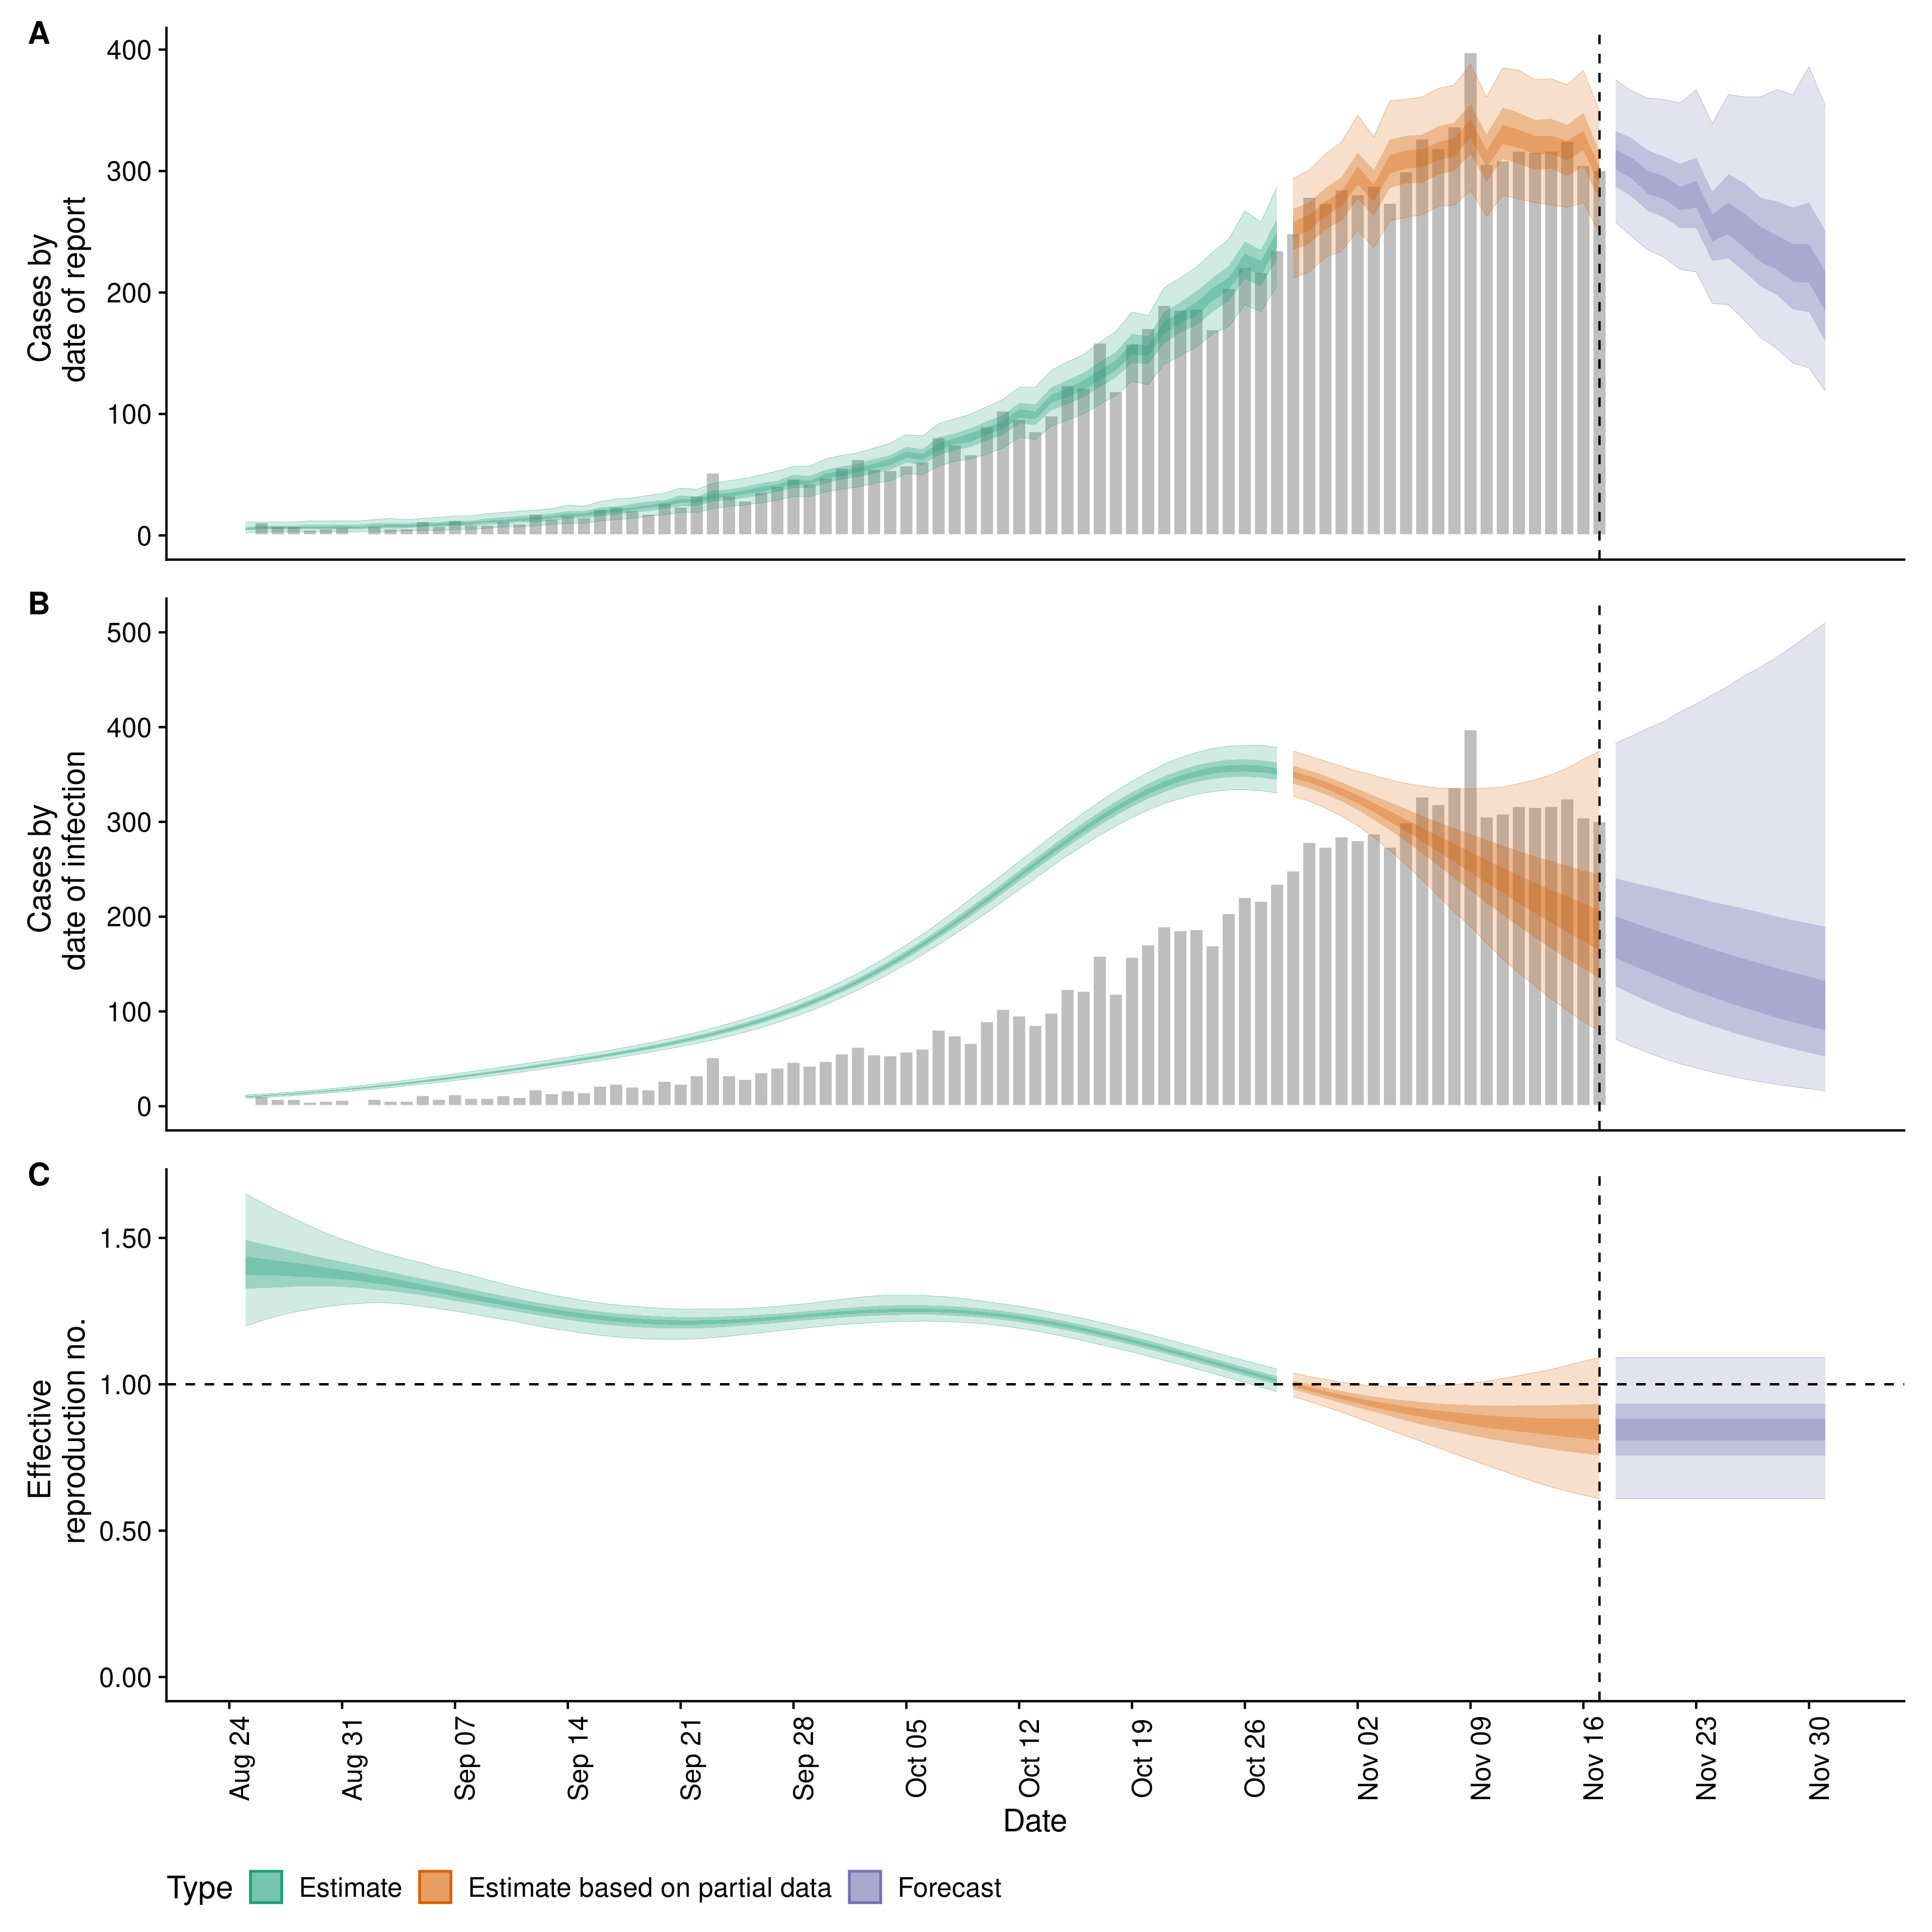 A
Cases by
date of report
400
300
200
100
0
B
Cases by
date of infection
500
400
300
200
100
0
C
Effective
reproduction no.
1.50
1.00
0.50
0.00
Aug 24
Aug 31
Sep 07
Sep 14
Sep 21
Sep 28
Oct 05
Oct 12
Oct 19
Oct 26
Nov 02
Nov 09
Nov 16
Nov 23
Nov 30
Date
Type Estimate Estimate based on partial data Forecast